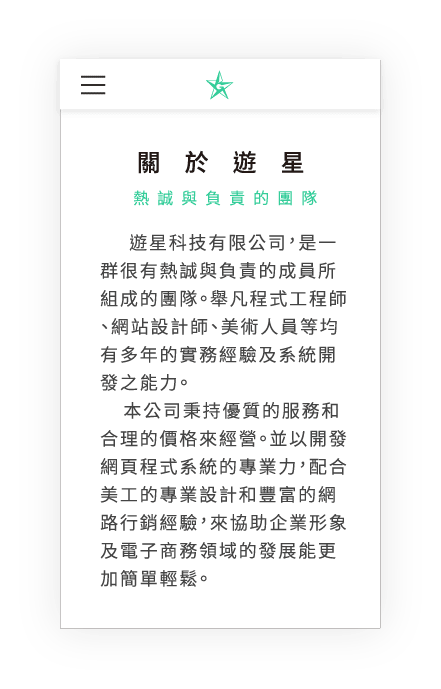 關於遊星
熱誠與負責的團隊
遊星科技有限公司，是一
群很有熱誠與負責的成員所
組成的團隊。舉凡程式工程師
、網站設計師、美術人員等均
有多年的實務經驗及系統開
發之能力。
本公司秉持優質的服務和
合理的價格來經營。並以開發
網頁程式系統的專業力，配合
美工的專業設計和豐富的網
路行銷經驗，來協助企業形象
及電子商務領域的發展能更
加簡單輕鬆。